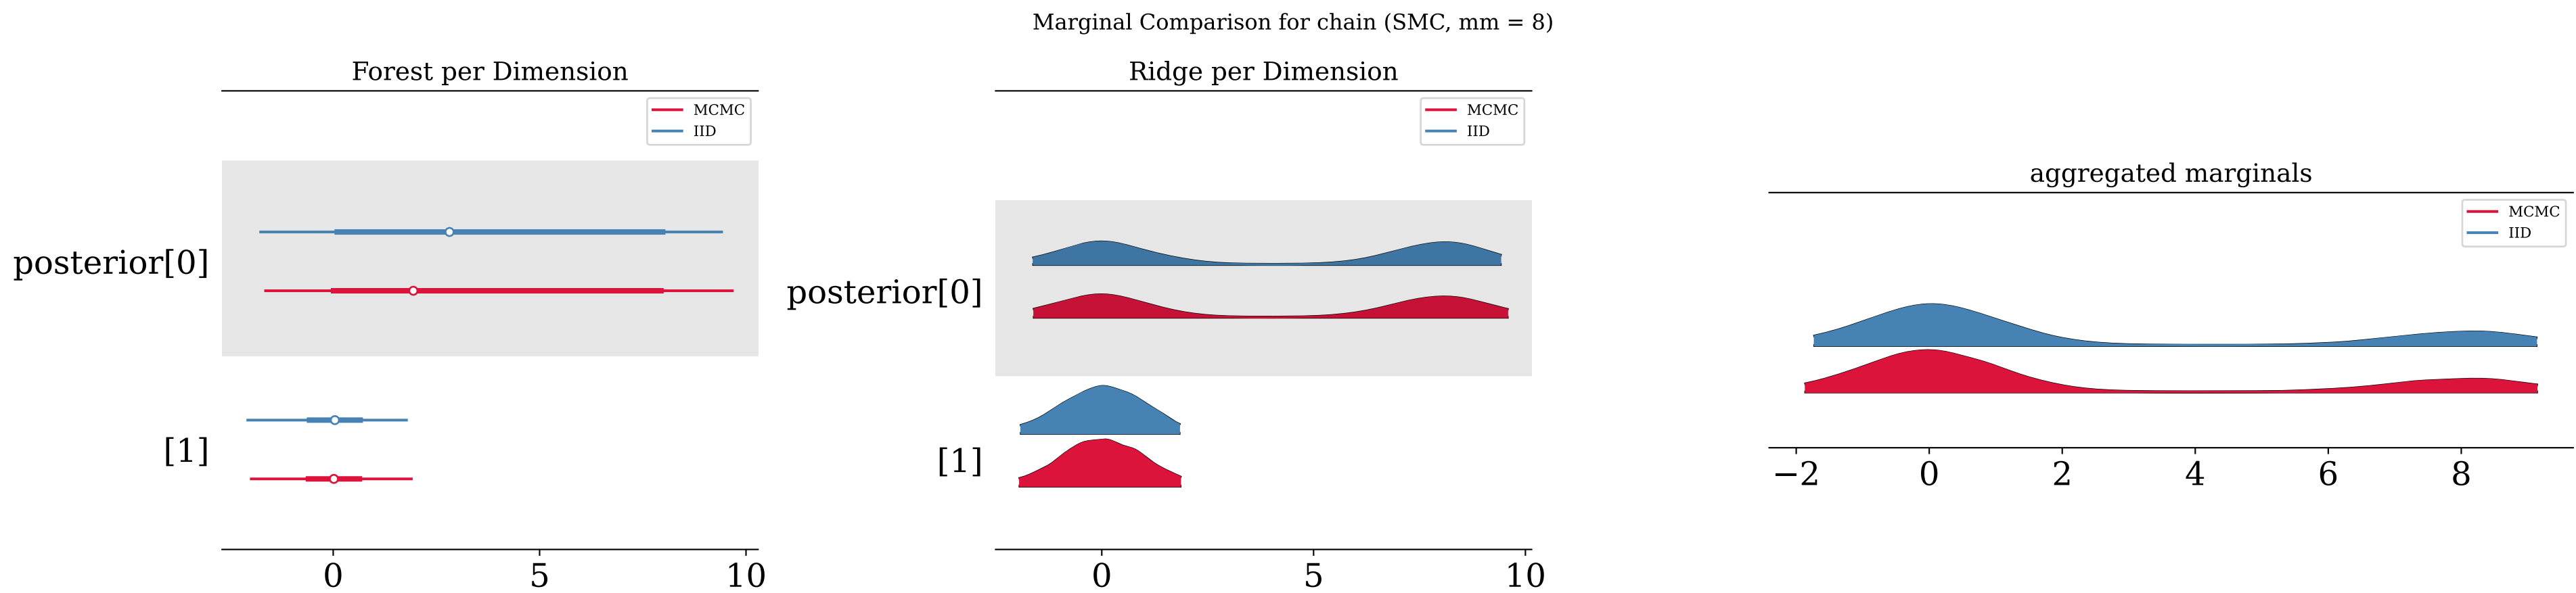 Marginal Comparison for chain (SMC, mm = 8)
Forest per Dimension
MCMC
IID
posterior[0]
[1]
0 5 10
Ridge per Dimension
MCMC
IID
posterior[0]
[1]
0 5 10
aggregated marginals
MCMC
IID
−2 0 2 4 6 8